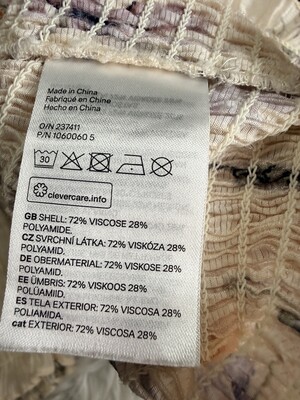 Made in China
Fabriqué en Chine
Hecho en China
O/N 237411
P/N 1060060 5
30
clevercare.info
GB SHELL: 72% VISCOSE 28%
POLYAMIDE.
CZ SVRCHNÍ LÁTKA: 72% VISKÓZA 28%
POLYAMID.
DE OBERMATERIAL: 72% VISKOSE 28%
POLYAMID.
EE ÜMBRIS: 72% VISKOOS 28%
POLÜAMIID.
ES TELA EXTERIOR: 72% VISCOSA 28%
POLIAMIDA.
cat EXTERIOR: 72% VISCOSA 28%